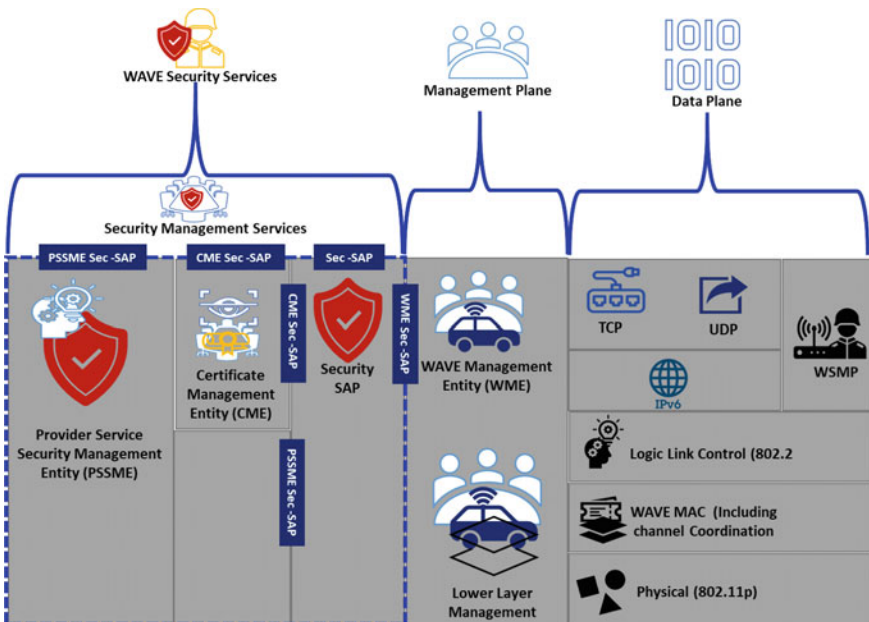 WAVE Security Services
Management Plane
IOIO
IOIO
Data Plane
Security Management Services
PSSME Sec -SAP
CME Sec -SAP
Sec -SAP
CME Sec -SAP
WME Sec -SAP
PSSME Sec -SAP
Provider Service
Security Management
Entity (PSSME)
Certificate
Management
Entity (CME)
Security
SAP
WAVE Management
Entity (WME)
Lower Layer
Management
TCP
UDP
WSMP
IPv6
Logic Link Control (802.2
WAVE MAC  (Including
channel Coordination
Physical (802.11p)